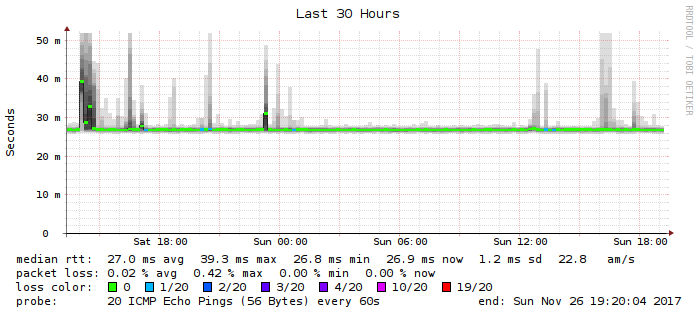 Last 30 Hours
RRDTOOL / TOBI OETIKER
Seconds
50 m
40 m
30 m
20 m
10 m
0
Sat 18:00 Sun 00:00 Sun 06:00 Sun 12:00 Sun 18:00
median rtt: 27.0 ms avg 39.3 ms max 26.8 ms min 26.9 ms now 1.2 ms sd 22.8 am/s
packet loss: 0.02 % avg 0.42 % max 0.00 % min 0.00 % now
loss color: 0 1/20 2/20 3/20 4/20 10/20 19/20
probe: 20 ICMP Echo Pings (56 Bytes) every 60s end: Sun Nov 26 19:20:04 2017